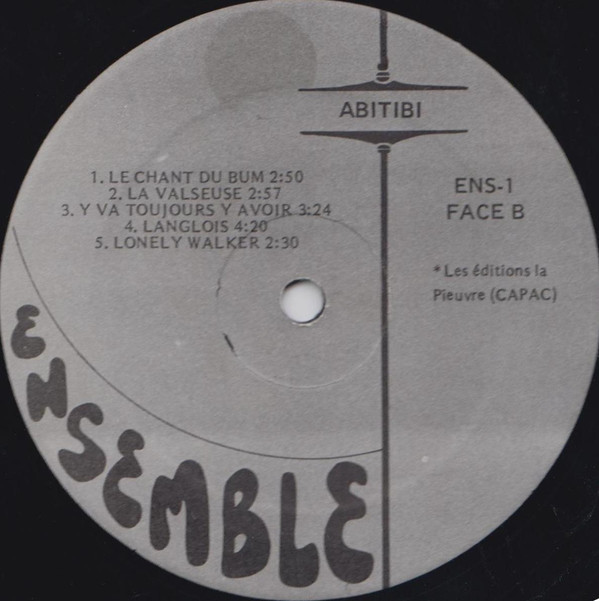 ABITIBI
1. LE CHANT DU BUM 2:50
2. LA VALSEUSE 2:57
3. Y VA TOUJOURS Y AVOIR 3:24
4. LANGLOIS 4:20
5. LONELY WALKER 2:30
ENS-1
FACE B
* Les éditions la
Pieuvre (CAPAC)
ENSEMBLE